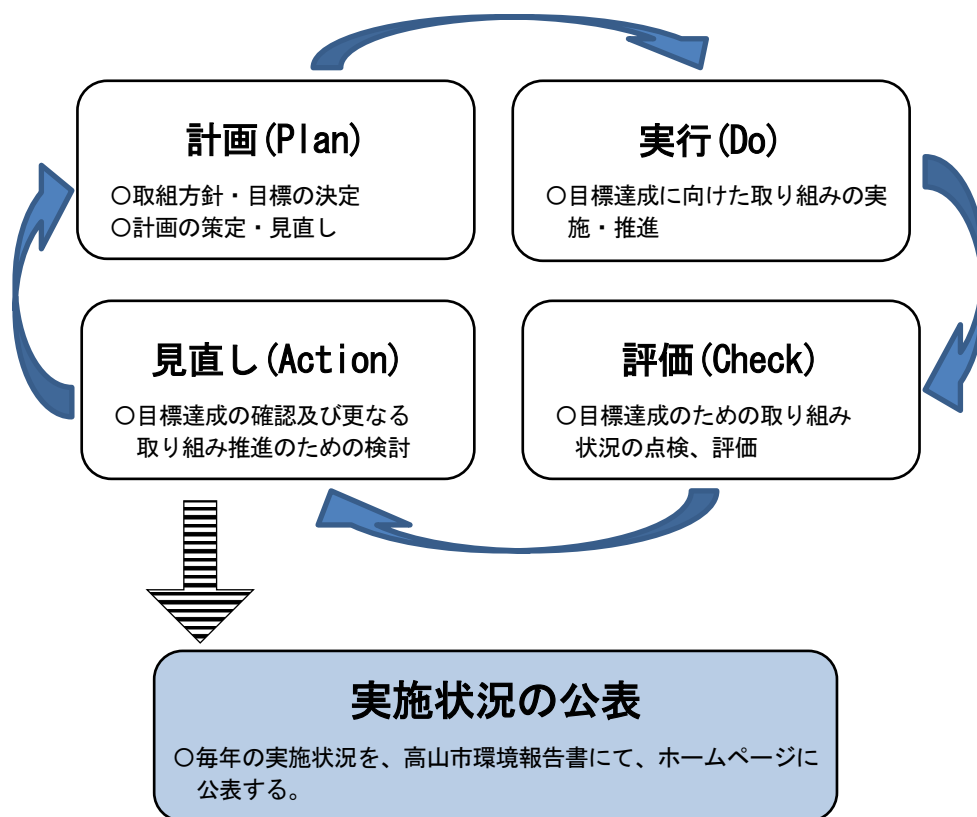 計画(Plan)
○取組方針・目標の決定
○計画の策定・見直し
実行(Do)
○目標達成に向けた取り組みの実
施・推進
見直し(Action)
○目標達成の確認及び更なる
取り組み推進のための検討
評価(Check)
○目標達成のための取り組み
状況の点検、評価
実施状況の公表
○毎年の実施状況を、高山市環境報告書にて、ホームページに
公表する。